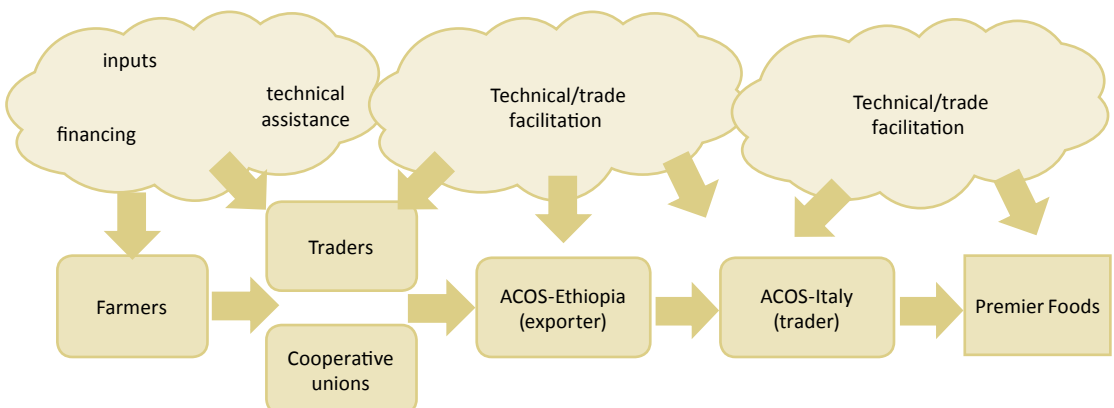 inputs
technical
assistance
financing
Technical/trade
facilitation
Technical/trade
facilitation
Traders
Farmers
Cooperative
unions
ACOS-Ethiopia
(exporter)
ACOS-Italy
(trader)
Premier Foods